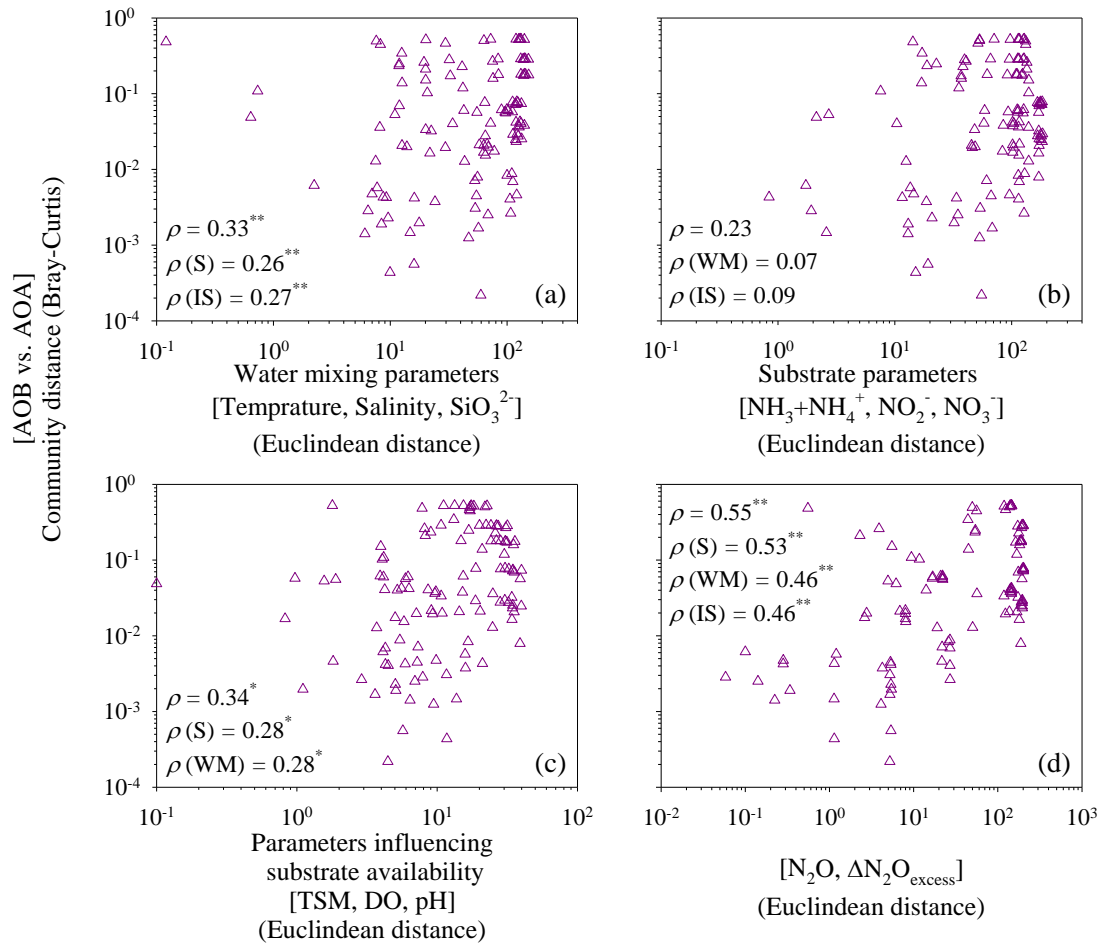 [AOB vs. AOA]
Community distance (Bray-Curtis)
10^0
10^-1
10^-2
10^-3
10^-4
ρ = 0.33**
ρ (S) = 0.26**
ρ (IS) = 0.27**
(a)
10^-1 10^0 10^1 10^2
Water mixing parameters
[Temprature, Salinity, SiO₃²⁻]
(Euclindean distance)
ρ = 0.23
ρ (WM) = 0.07
ρ (IS) = 0.09
(b)
10^-1 10^0 10^1 10^2
Substrate parameters
[NH₃+NH₄⁺, NO₂⁻, NO₃⁻]
(Euclindean distance)
10^0
10^-1
10^-2
10^-3
10^-4
ρ = 0.34*
ρ (S) = 0.28*
ρ (WM) = 0.28*
(c)
10^-1 10^0 10^1 10^2
Parameters influencing
substrate availability
[TSM, DO, pH]
(Euclindean distance)
ρ = 0.55**
ρ (S) = 0.53**
ρ (WM) = 0.46**
ρ (IS) = 0.46**
(d)
10^-2 10^-1 10^0 10^1 10^2 10^3
[N₂O, ΔN₂O_excess]
(Euclindean distance)